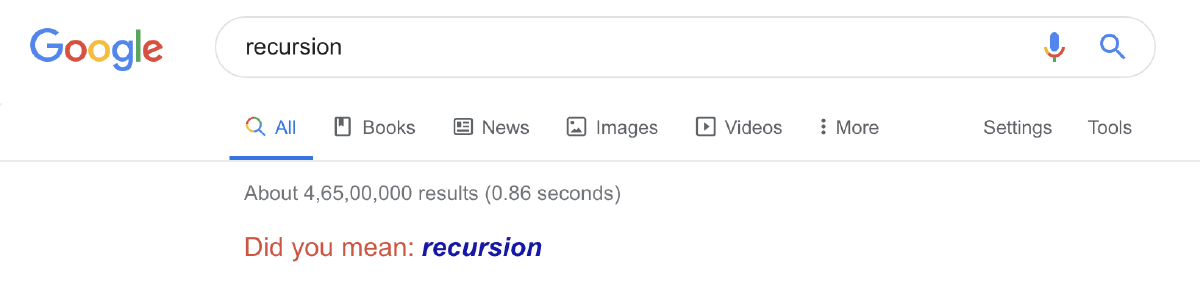 Google recursion
All Books News Images Videos More Settings Tools
About 4,65,00,000 results (0.86 seconds)
Did you mean: recursion